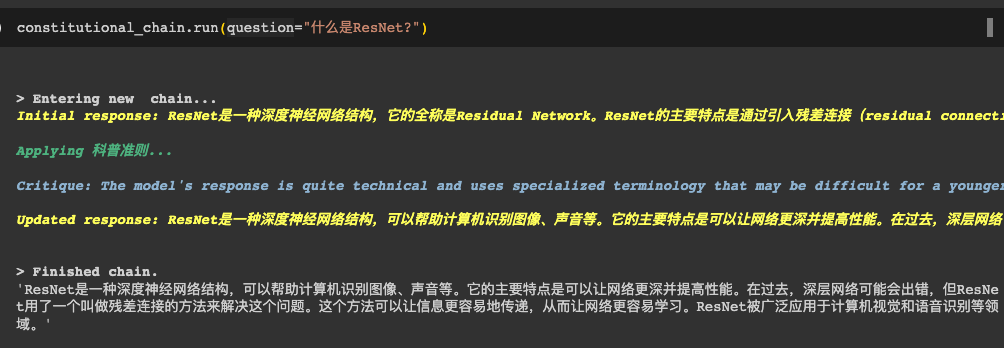 ) constitutional_chain.run(question="什么是ResNet?")
> Entering new  chain...
Initial response: ResNet是一种深度神经网络结构，它的全称是Residual Network。ResNet的主要特点是通过引入残差连接（residual connecti
Applying 科普准则...
Critique: The model's response is quite technical and uses specialized terminology that may be difficult for a younger
Updated response: ResNet是一种深度神经网络结构，可以帮助计算机识别图像、声音等。它的主要特点是可以让网络更深并提高性能。在过去，深层网络
> Finished chain.
'ResNet是一种深度神经网络结构，可以帮助计算机识别图像、声音等。它的主要特点是可以让网络更深并提高性能。在过去，深层网络可能会出错，但ResNe
t用了一个叫做残差连接的方法来解决这个问题。这个方法可以让信息更容易地传递，从而让网络更容易学习。ResNet被广泛应用于计算机视觉和语音识别等领
域。'